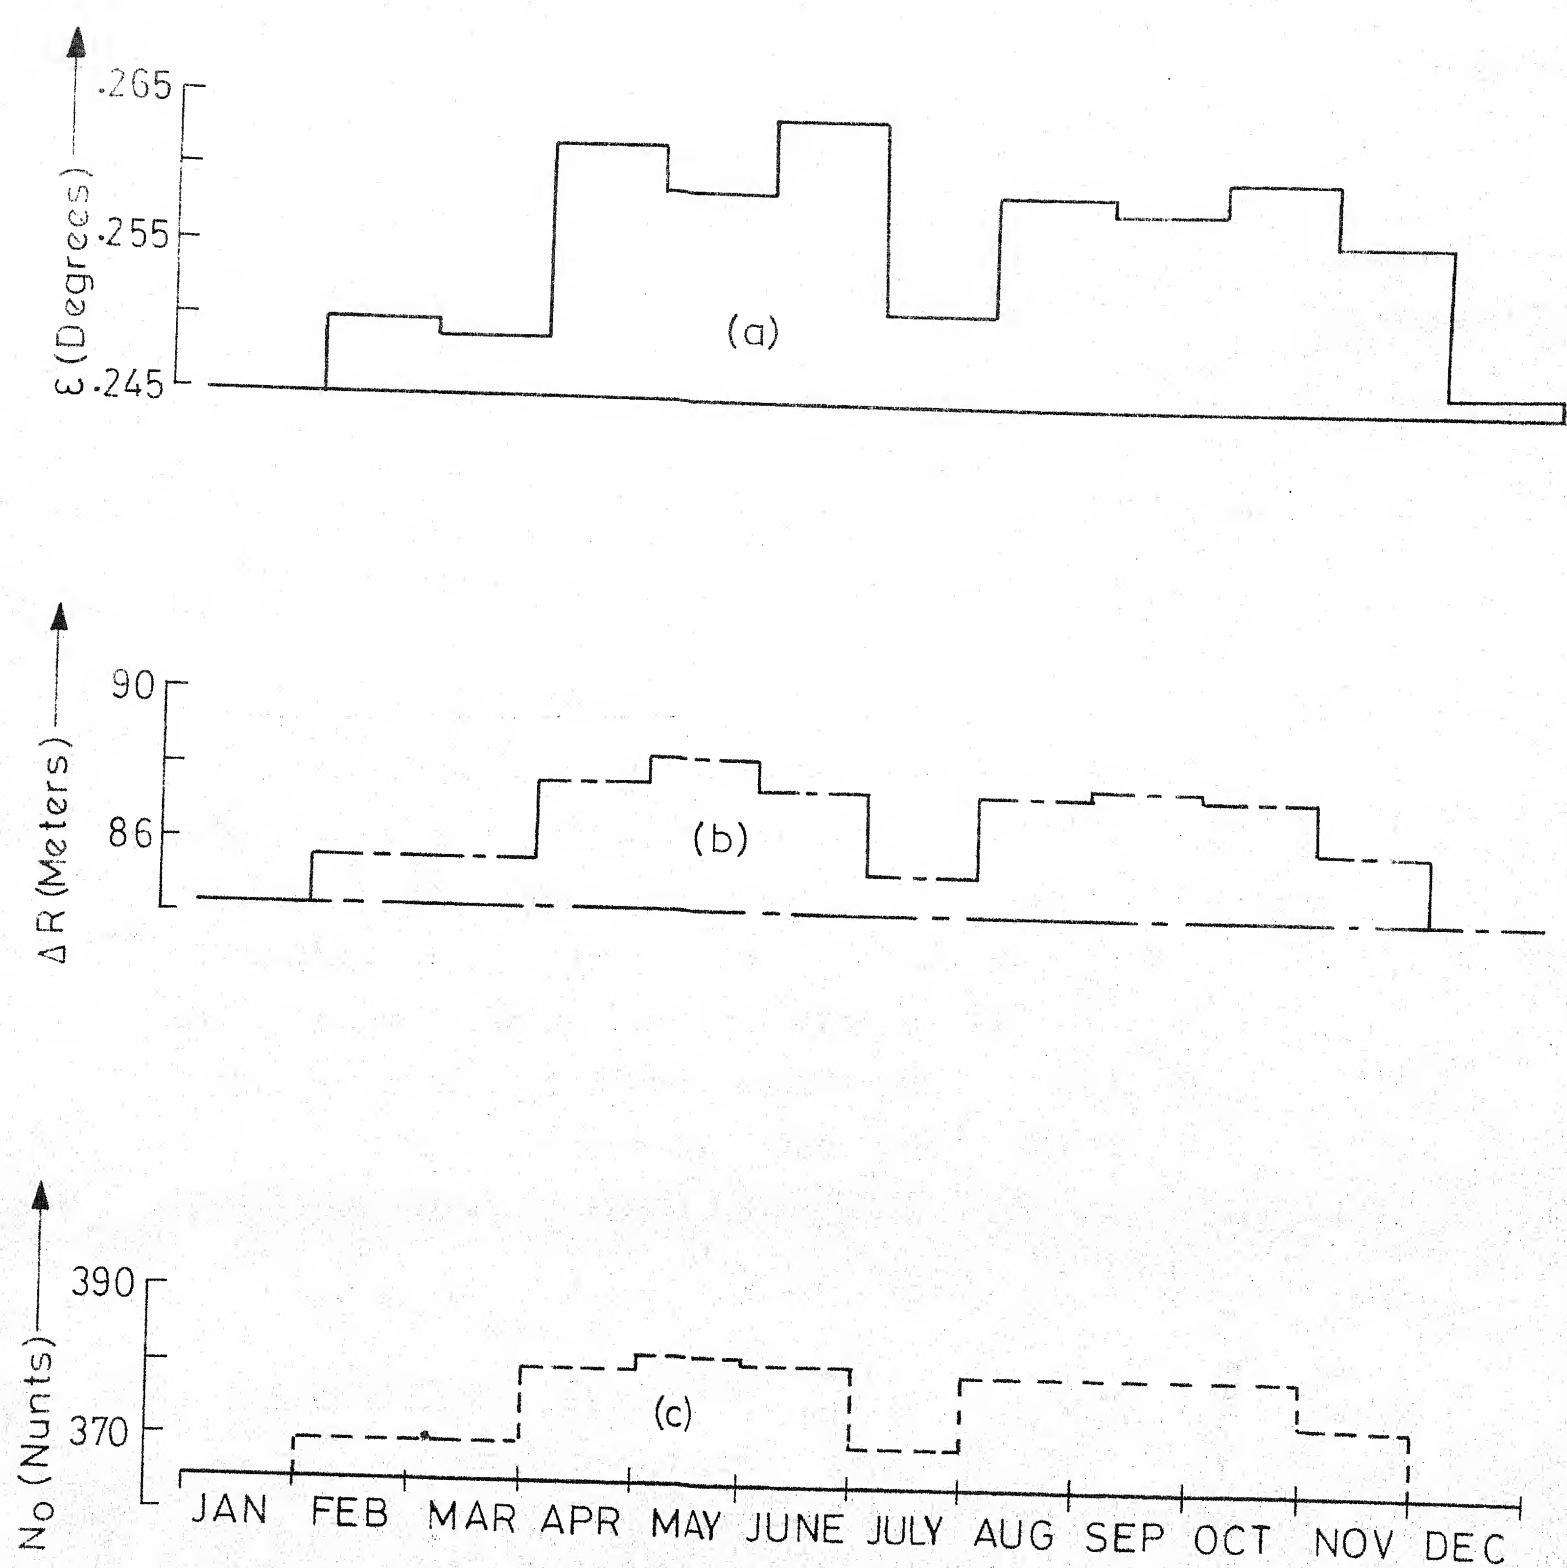 ε (Degrees)
.265
.255
.245
(a)
ΔR (Meters)
90
86
(b)
No (Nunts)
390
370
(c)
JAN FEB MAR APR MAY JUNE JULY AUG SEP OCT NOV DEC